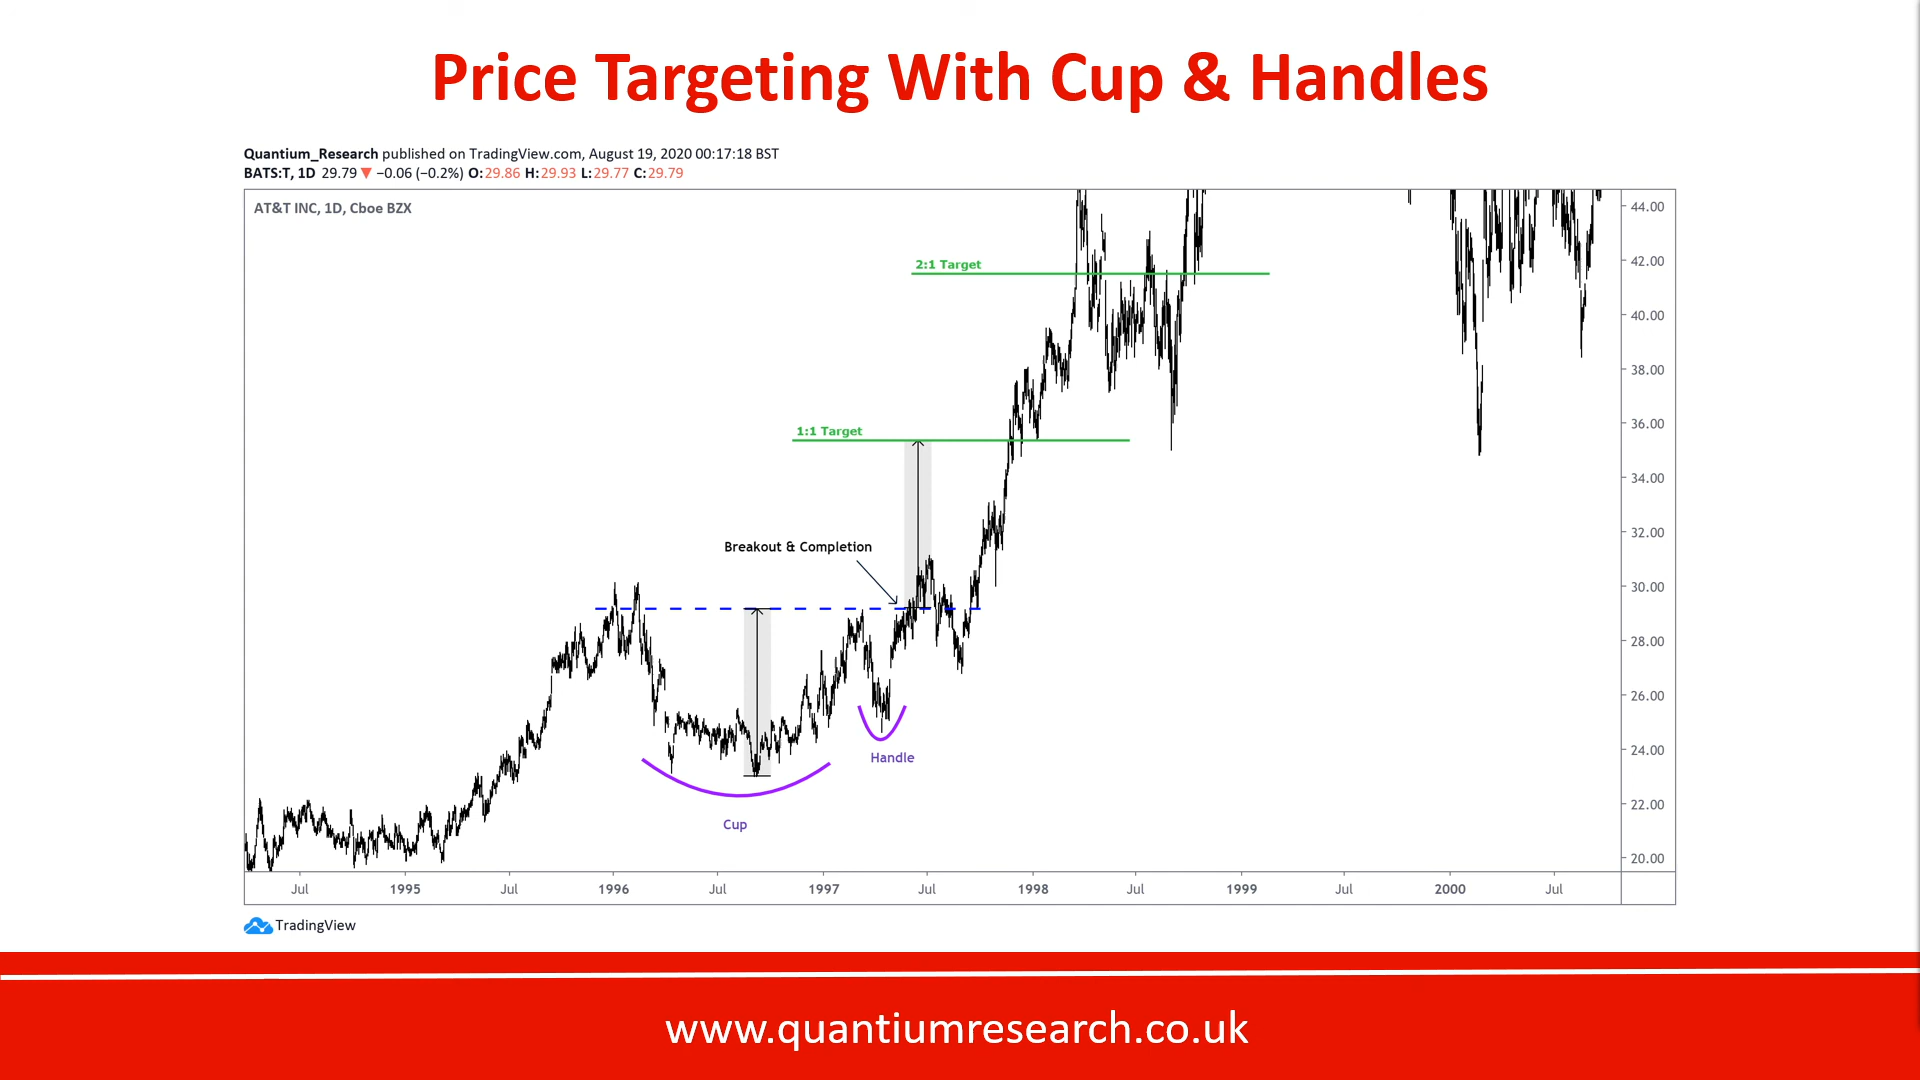 Price Targeting With Cup & Handles
Quantium_Research published on TradingView.com, August 19, 2020 00:17:18 BST
BATS:T, 1D 29.79 ▼ −0.06 (−0.2%) O:29.86 H:29.93 L:29.77 C:29.79
AT&T INC, 1D, Cboe BZX
44.00
2:1 Target
42.00
40.00
38.00
36.00
1:1 Target
34.00
32.00
Breakout & Completion
30.00
28.00
26.00
24.00
Handle
22.00
Cup
20.00
Jul 1995 Jul 1996 Jul 1997 Jul 1998 Jul 1999 Jul 2000 Jul
TradingView
www.quantiumresearch.co.uk